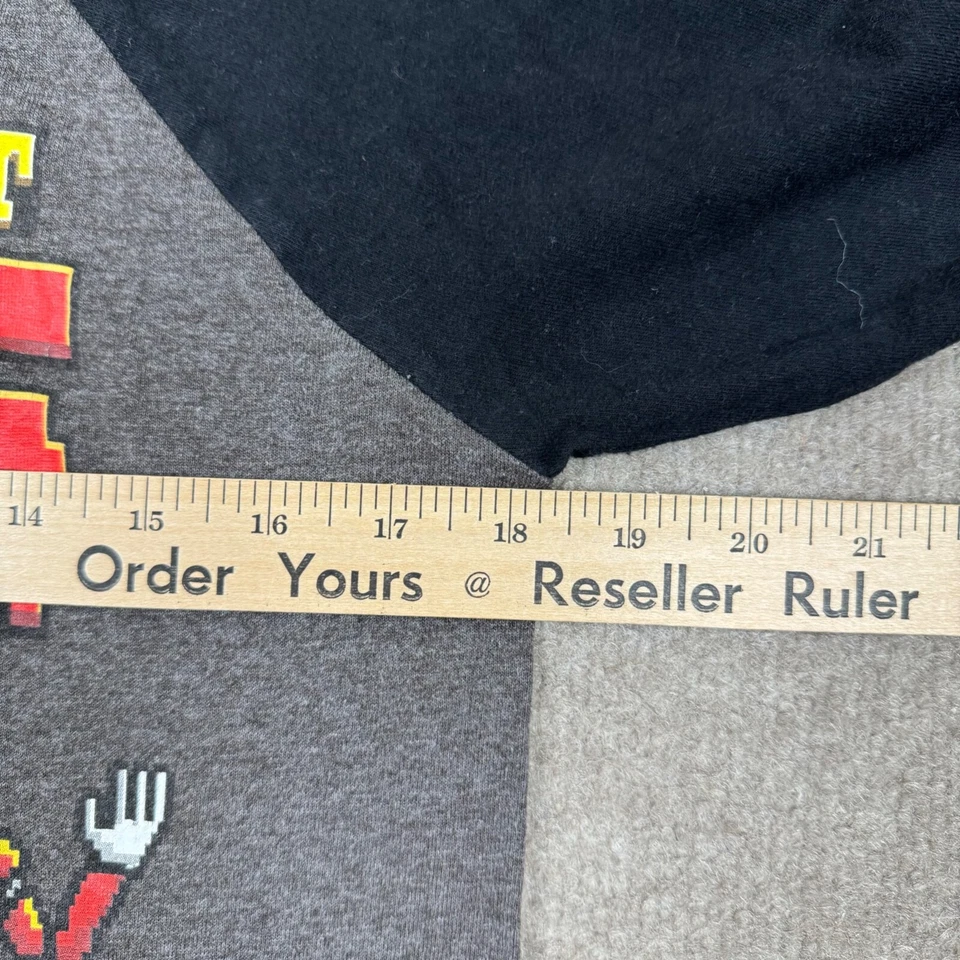 T
14 15 16 17 18 19 20 21
Order Yours @ Reseller Ruler